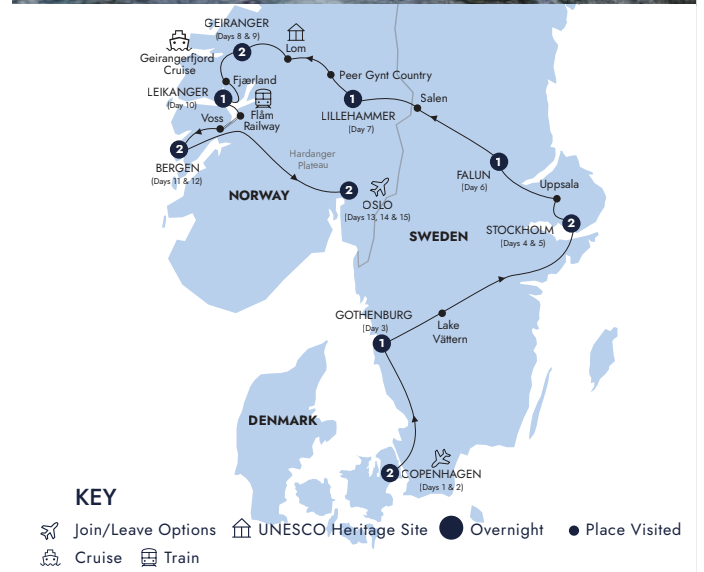 GEIRANGER
(Days 8 & 9)
2
Lom
Geirangerfjord
Cruise
Peer Gynt Country
Fjærland
LEIKANGER
(Day 10)
1
Flåm
Railway
1
LILLEHAMMER
(Day 7)
Salen
Voss
2
BERGEN
(Days 11 & 12)
Hardanger
Plateau
1
FALUN
(Day 6)
Uppsala
NORWAY
2
OSLO
(Days 13, 14 & 15)
2
STOCKHOLM
(Days 4 & 5)
SWEDEN
GOTHENBURG
(Day 3)
1
Lake
Vättern
DENMARK
2
COPENHAGEN
(Days 1 & 2)
KEY
Join/Leave Options UNESCO Heritage Site Overnight Place Visited
Cruise Train